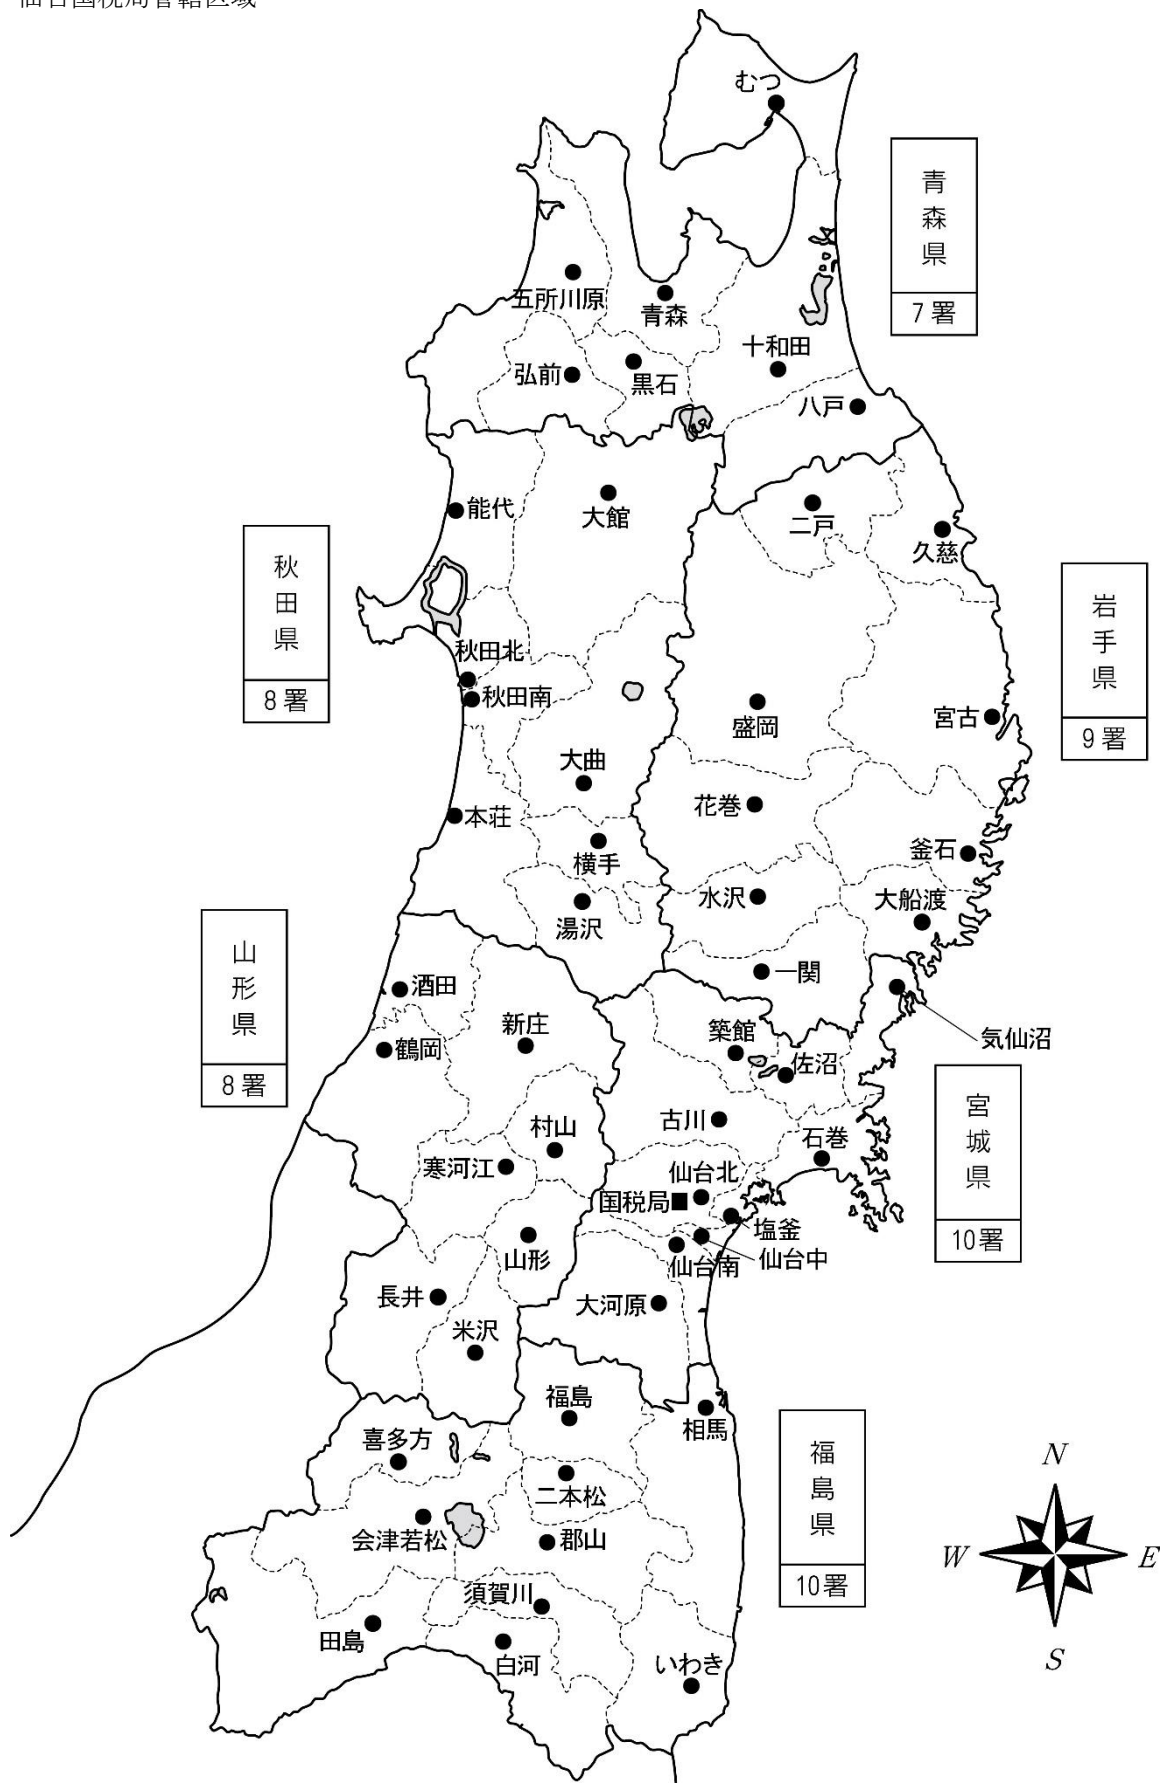 仙台国税局管轄区域
むつ
青森県
7署
五所川原
青森
十和田
弘前
黒石
八戸
能代
大館
二戸
久慈
秋田県
8署
岩手県
9署
秋田北
秋田南
盛岡
宮古
大曲
花巻
本荘
横手
釜石
水沢
大船渡
湯沢
山形県
8署
一関
酒田
新庄
築館
気仙沼
鶴岡
佐沼
宮城県
10署
古川
村山
石巻
寒河江
仙台北
国税局
塩釜
山形
仙台南
仙台中
長井
大河原
米沢
福島
相馬
喜多方
福島県
10署
二本松
会津若松
郡山
須賀川
田島
白河
いわき
N
W
E
S